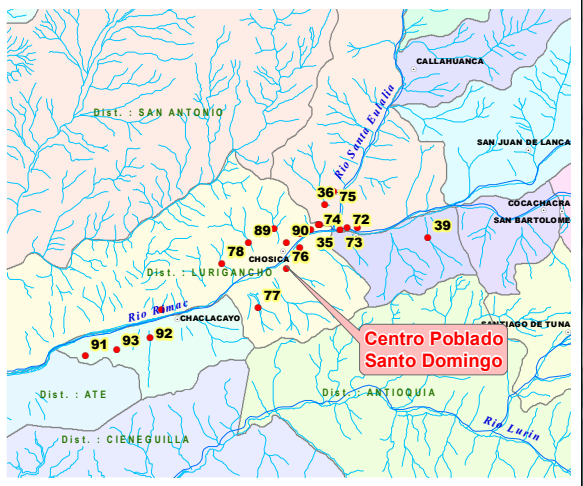 CALLAHUANCA
Dist. : SAN ANTONIO
Rio Santa Eulalia
SAN JUAN DE LANCA
36
75
COCACHACRA
SAN BARTOLOME
74
72
39
89
90
35
73
78
76
CHOSICA
Dist. : LURIGANCHO
77
Rio Rimac
CHACLACAYO
92
93
91
SANTIAGO DE TUNA
Centro Poblado
Santo Domingo
Dist. : ATE
Dist. : ANTIOQUIA
Rio Lurin
Dist. : CIENEGUILLA